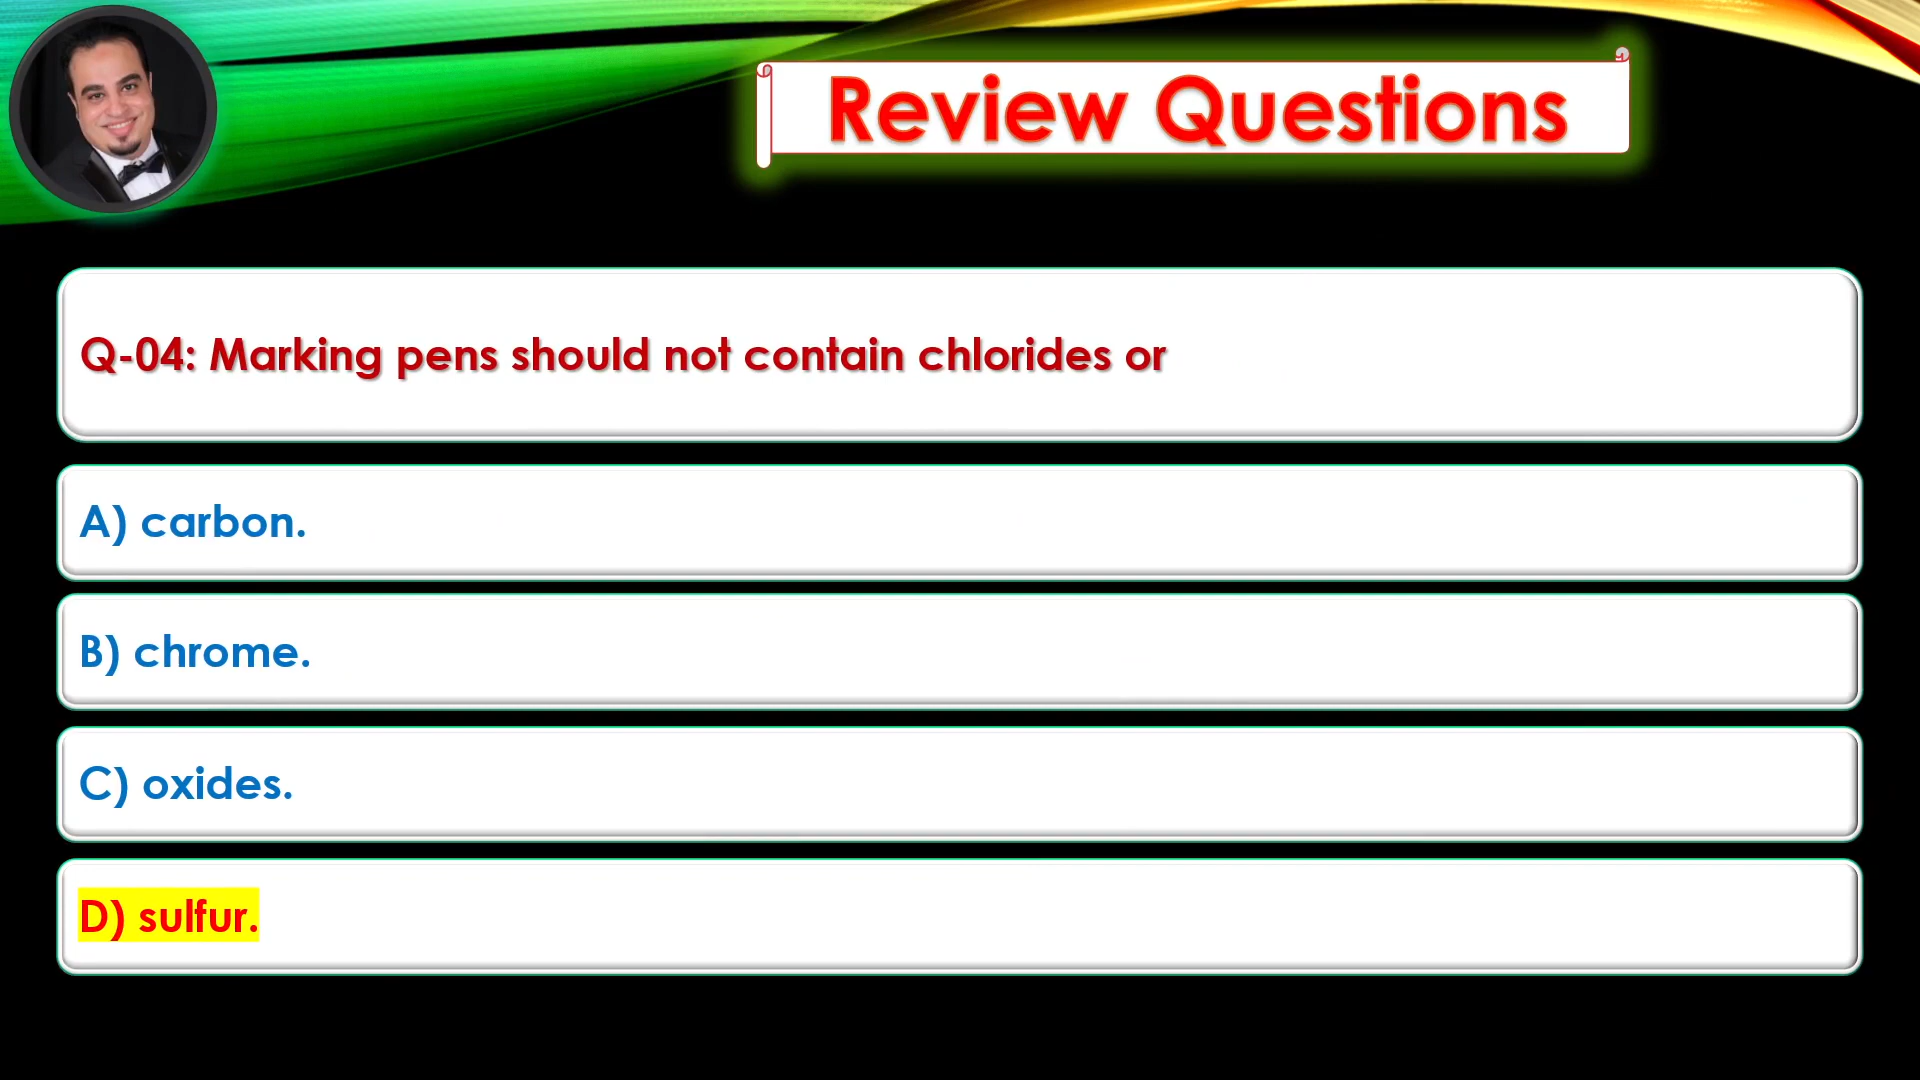 Review Questions
Q-04: Marking pens should not contain chlorides or
A) carbon.
B) chrome.
C) oxides.
D) sulfur.